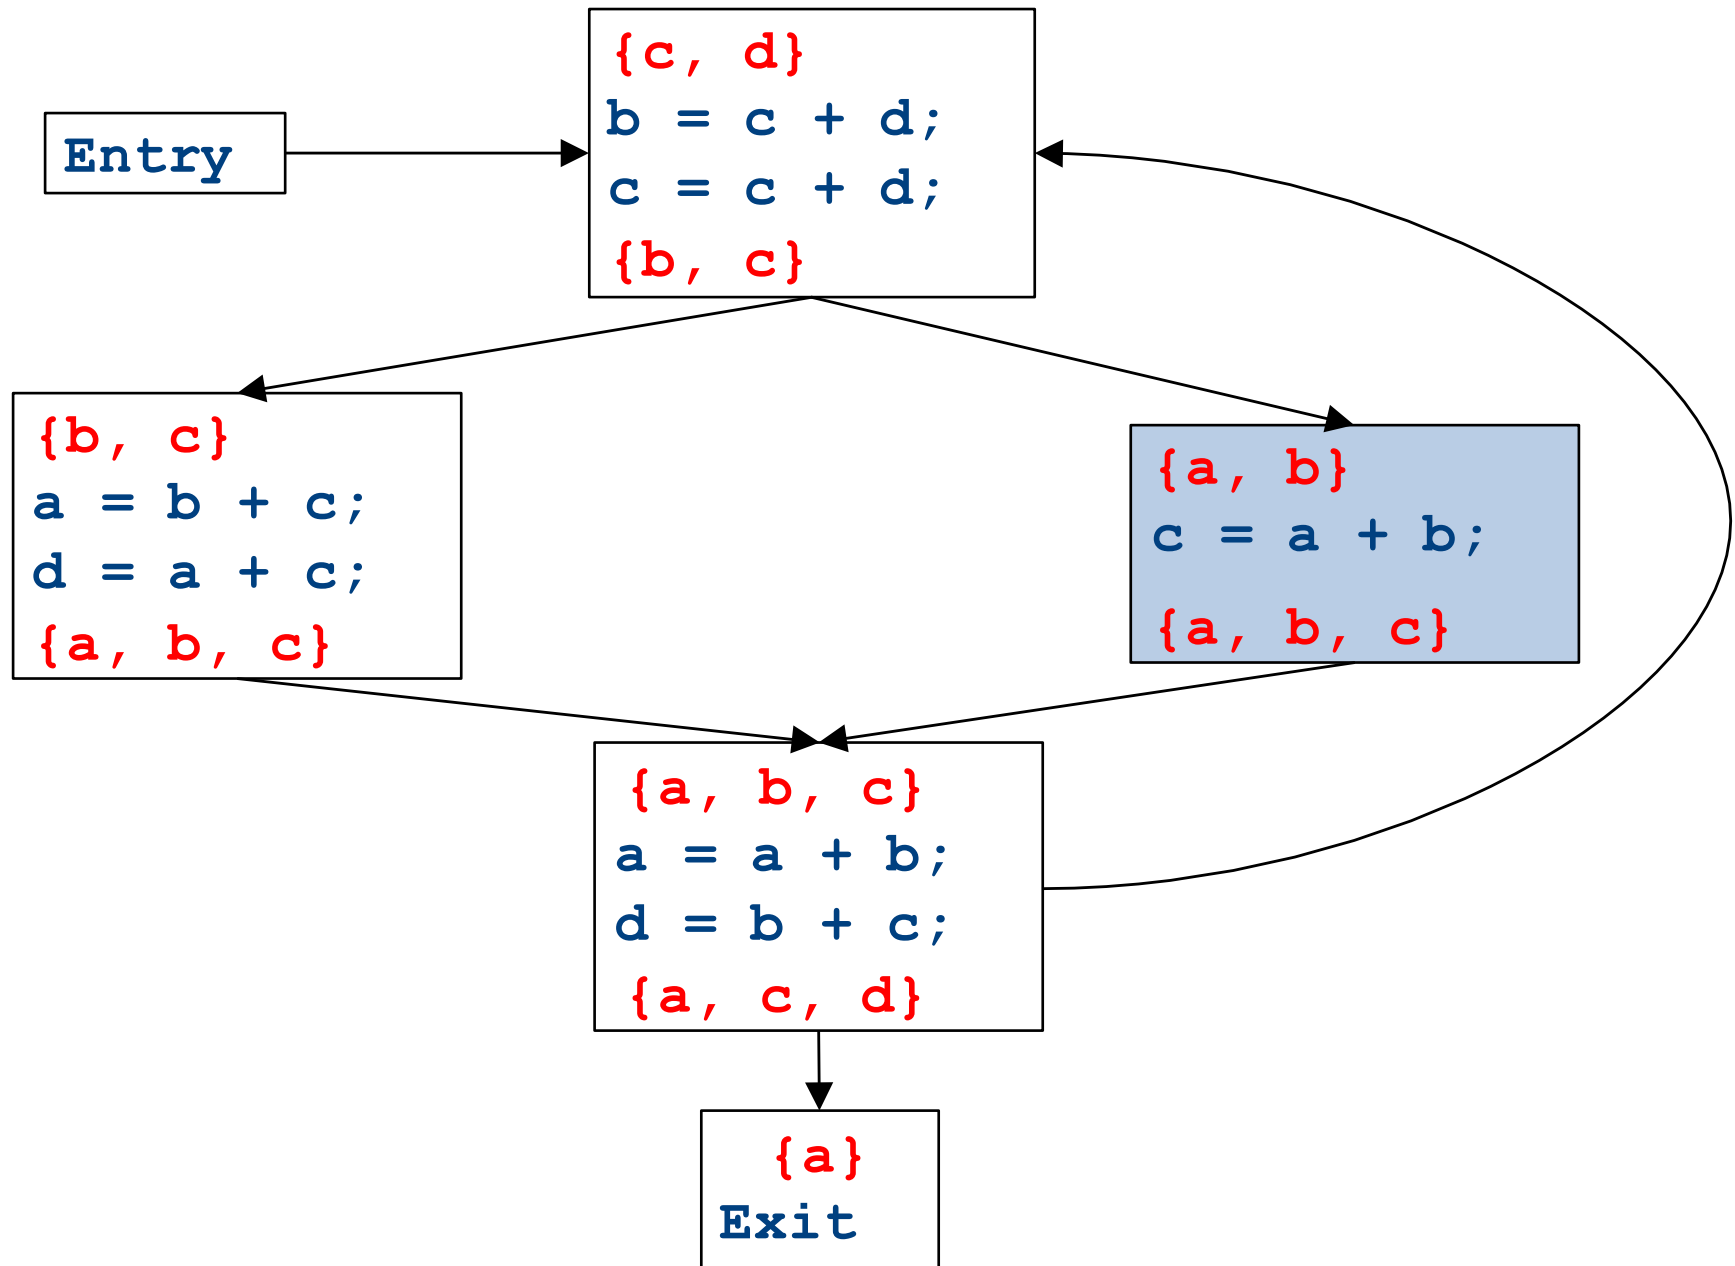 {c, d}
b = c + d;
c = c + d;
{b, c}
Entry
{b, c}
a = b + c;
d = a + c;
{a, b, c}
{a, b}
c = a + b;
{a, b, c}
{a, b, c}
a = a + b;
d = b + c;
{a, c, d}
{a}
Exit